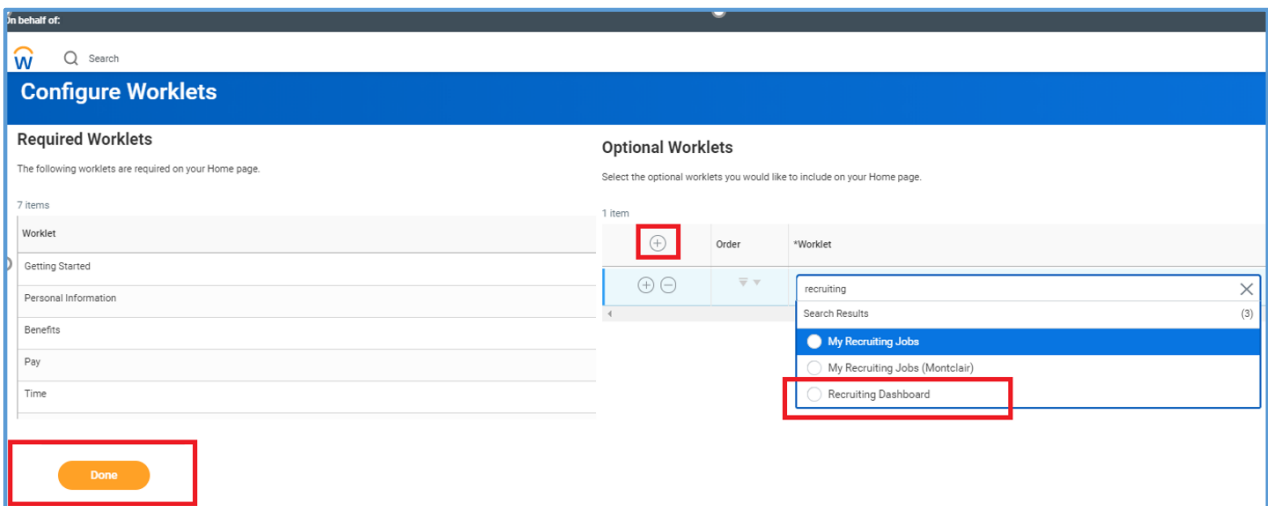 On behalf of:
W
Search
Configure Worklets
Required Worklets
The following worklets are required on your Home page.
7 items
Worklet
Getting Started
Personal Information
Benefits
Pay
Time
Done
Optional Worklets
Select the optional worklets you would like to include on your Home page.
1 item
Order *Worklet
recruiting
Search Results (3)
My Recruiting Jobs
My Recruiting Jobs (Montclair)
Recruiting Dashboard